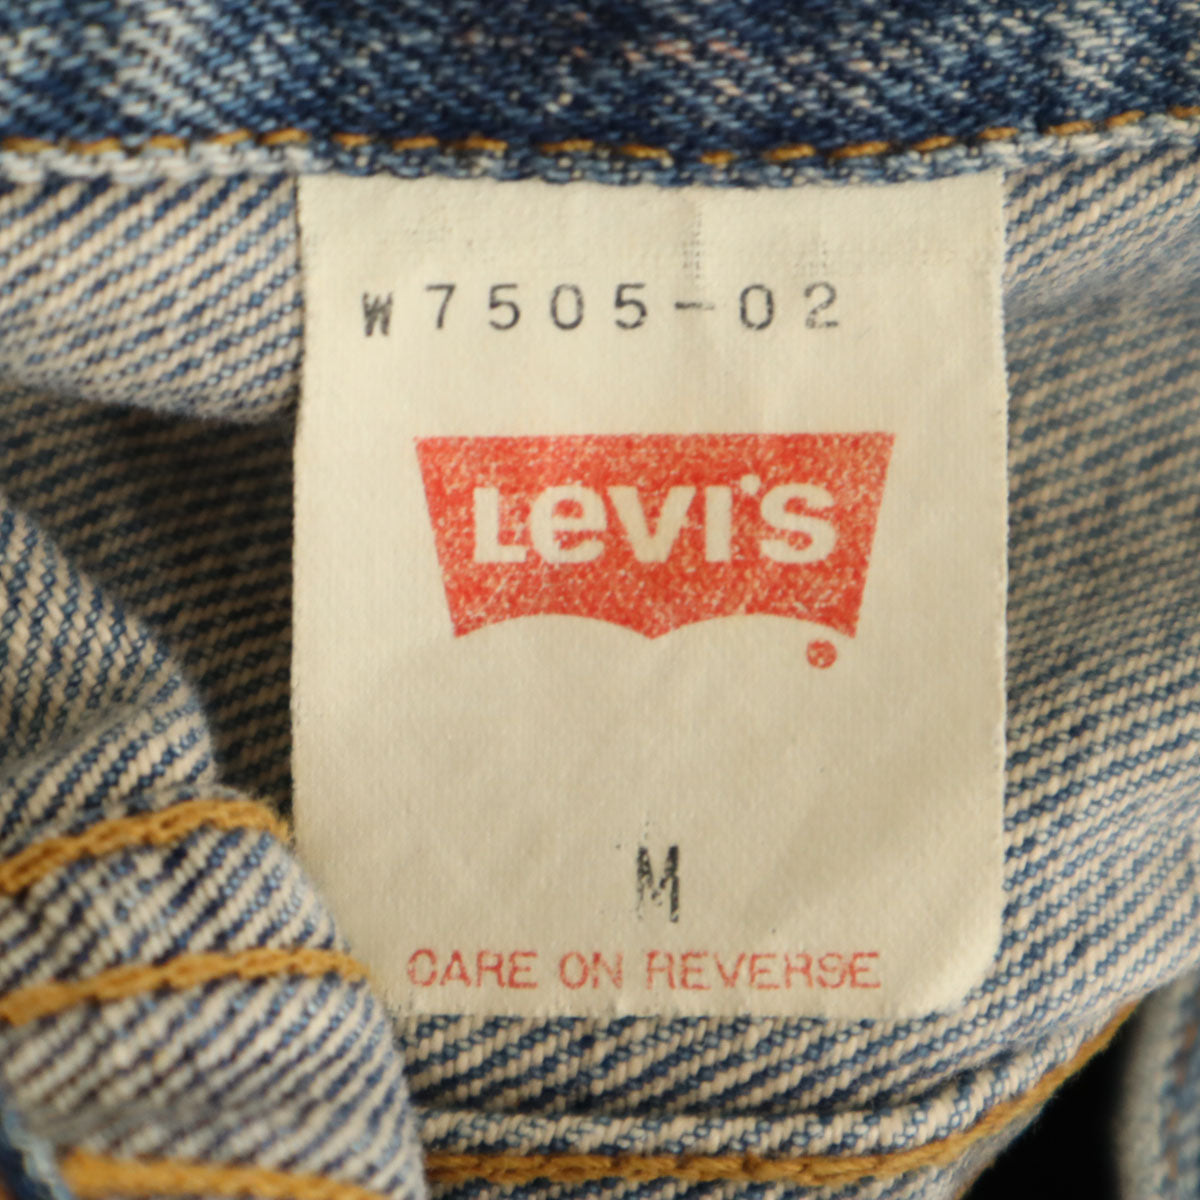 W7505-02
LeVI'S
®
M
CARE ON REVERSE